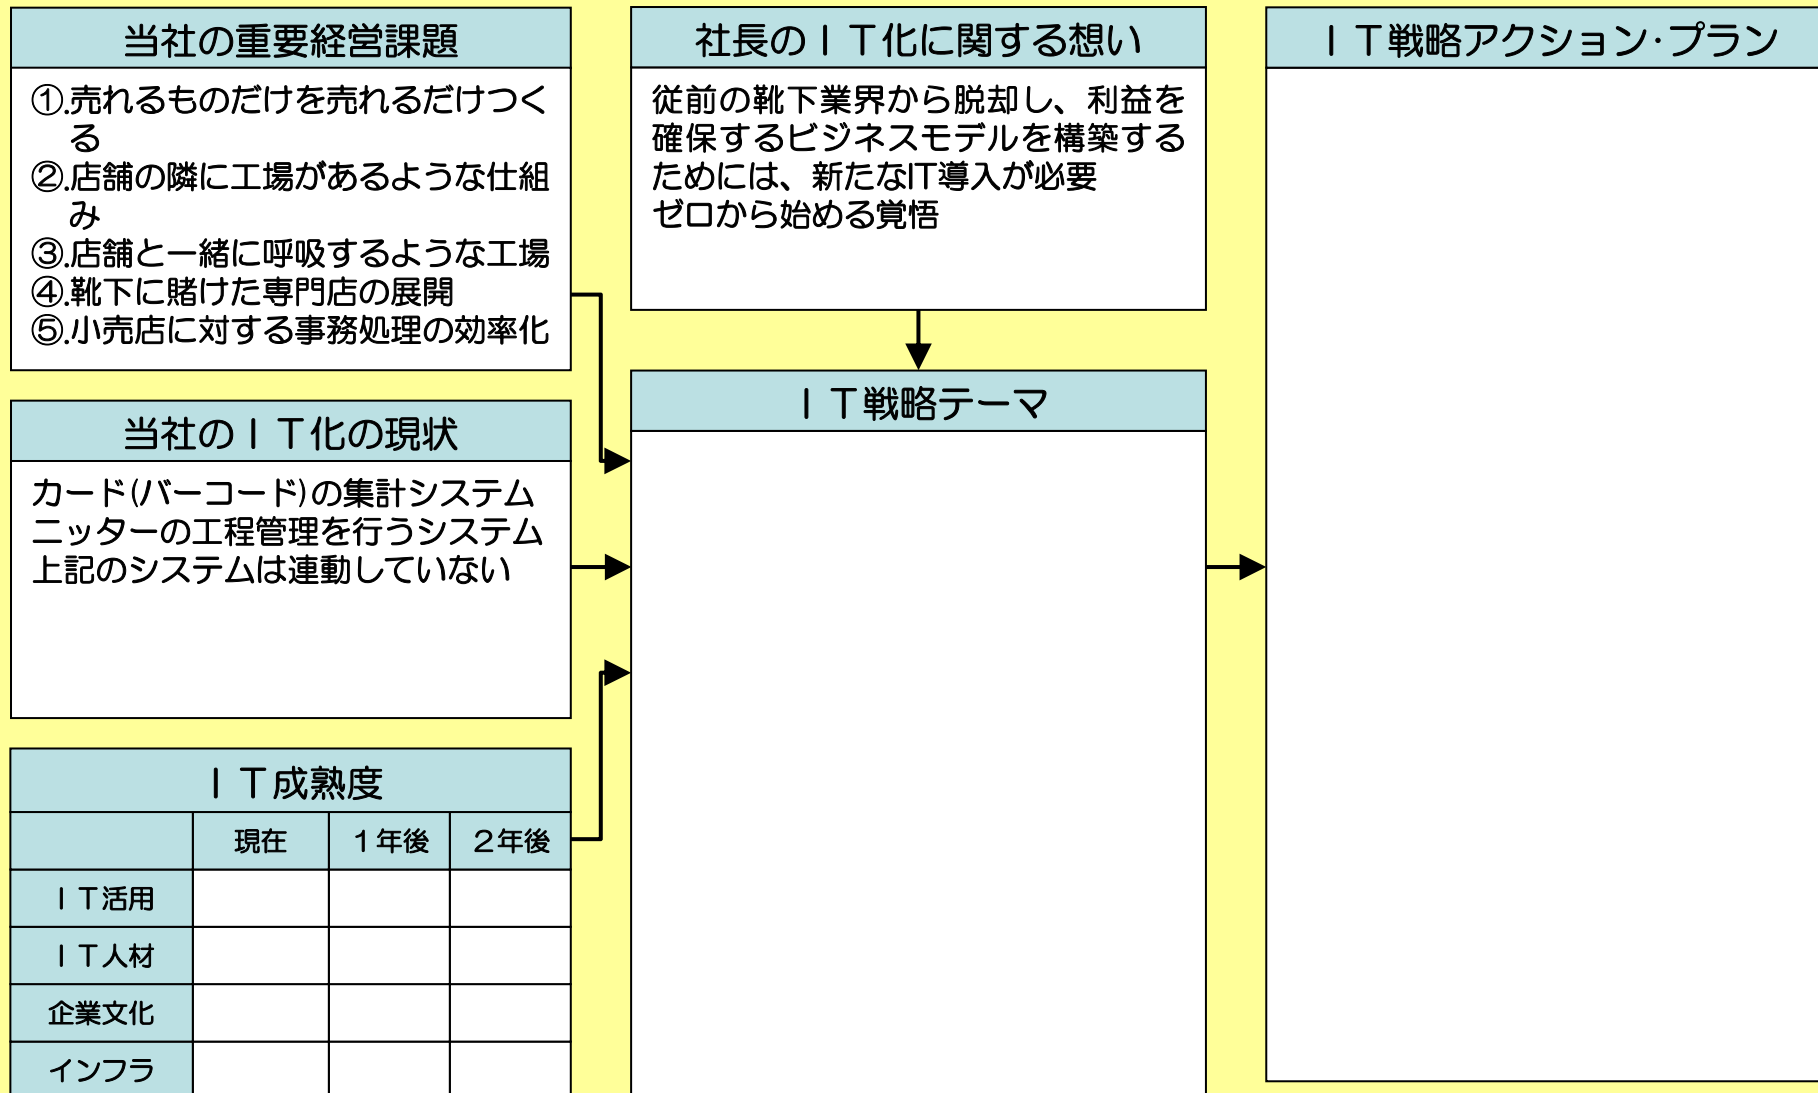 当社の重要経営課題
①.売れるものだけを売れるだけつく
る
②.店舗の隣に工場があるような仕組
み
③.店舗と一緒に呼吸するような工場
④.靴下に賭けた専門店の展開
⑤.小売店に対する事務処理の効率化
当社のＩＴ化の現状
カード(バーコード)の集計システム
ニッターの工程管理を行うシステム
上記のシステムは連動していない
ＩＴ成熟度
現在 １年後 ２年後
ＩＴ活用
ＩＴ人材
企業文化
インフラ
社長のＩＴ化に関する想い
従前の靴下業界から脱却し、利益を
確保するビジネスモデルを構築する
ためには、新たなIT導入が必要
ゼロから始める覚悟
ＩＴ戦略テーマ
ＩＴ戦略アクション･プラン